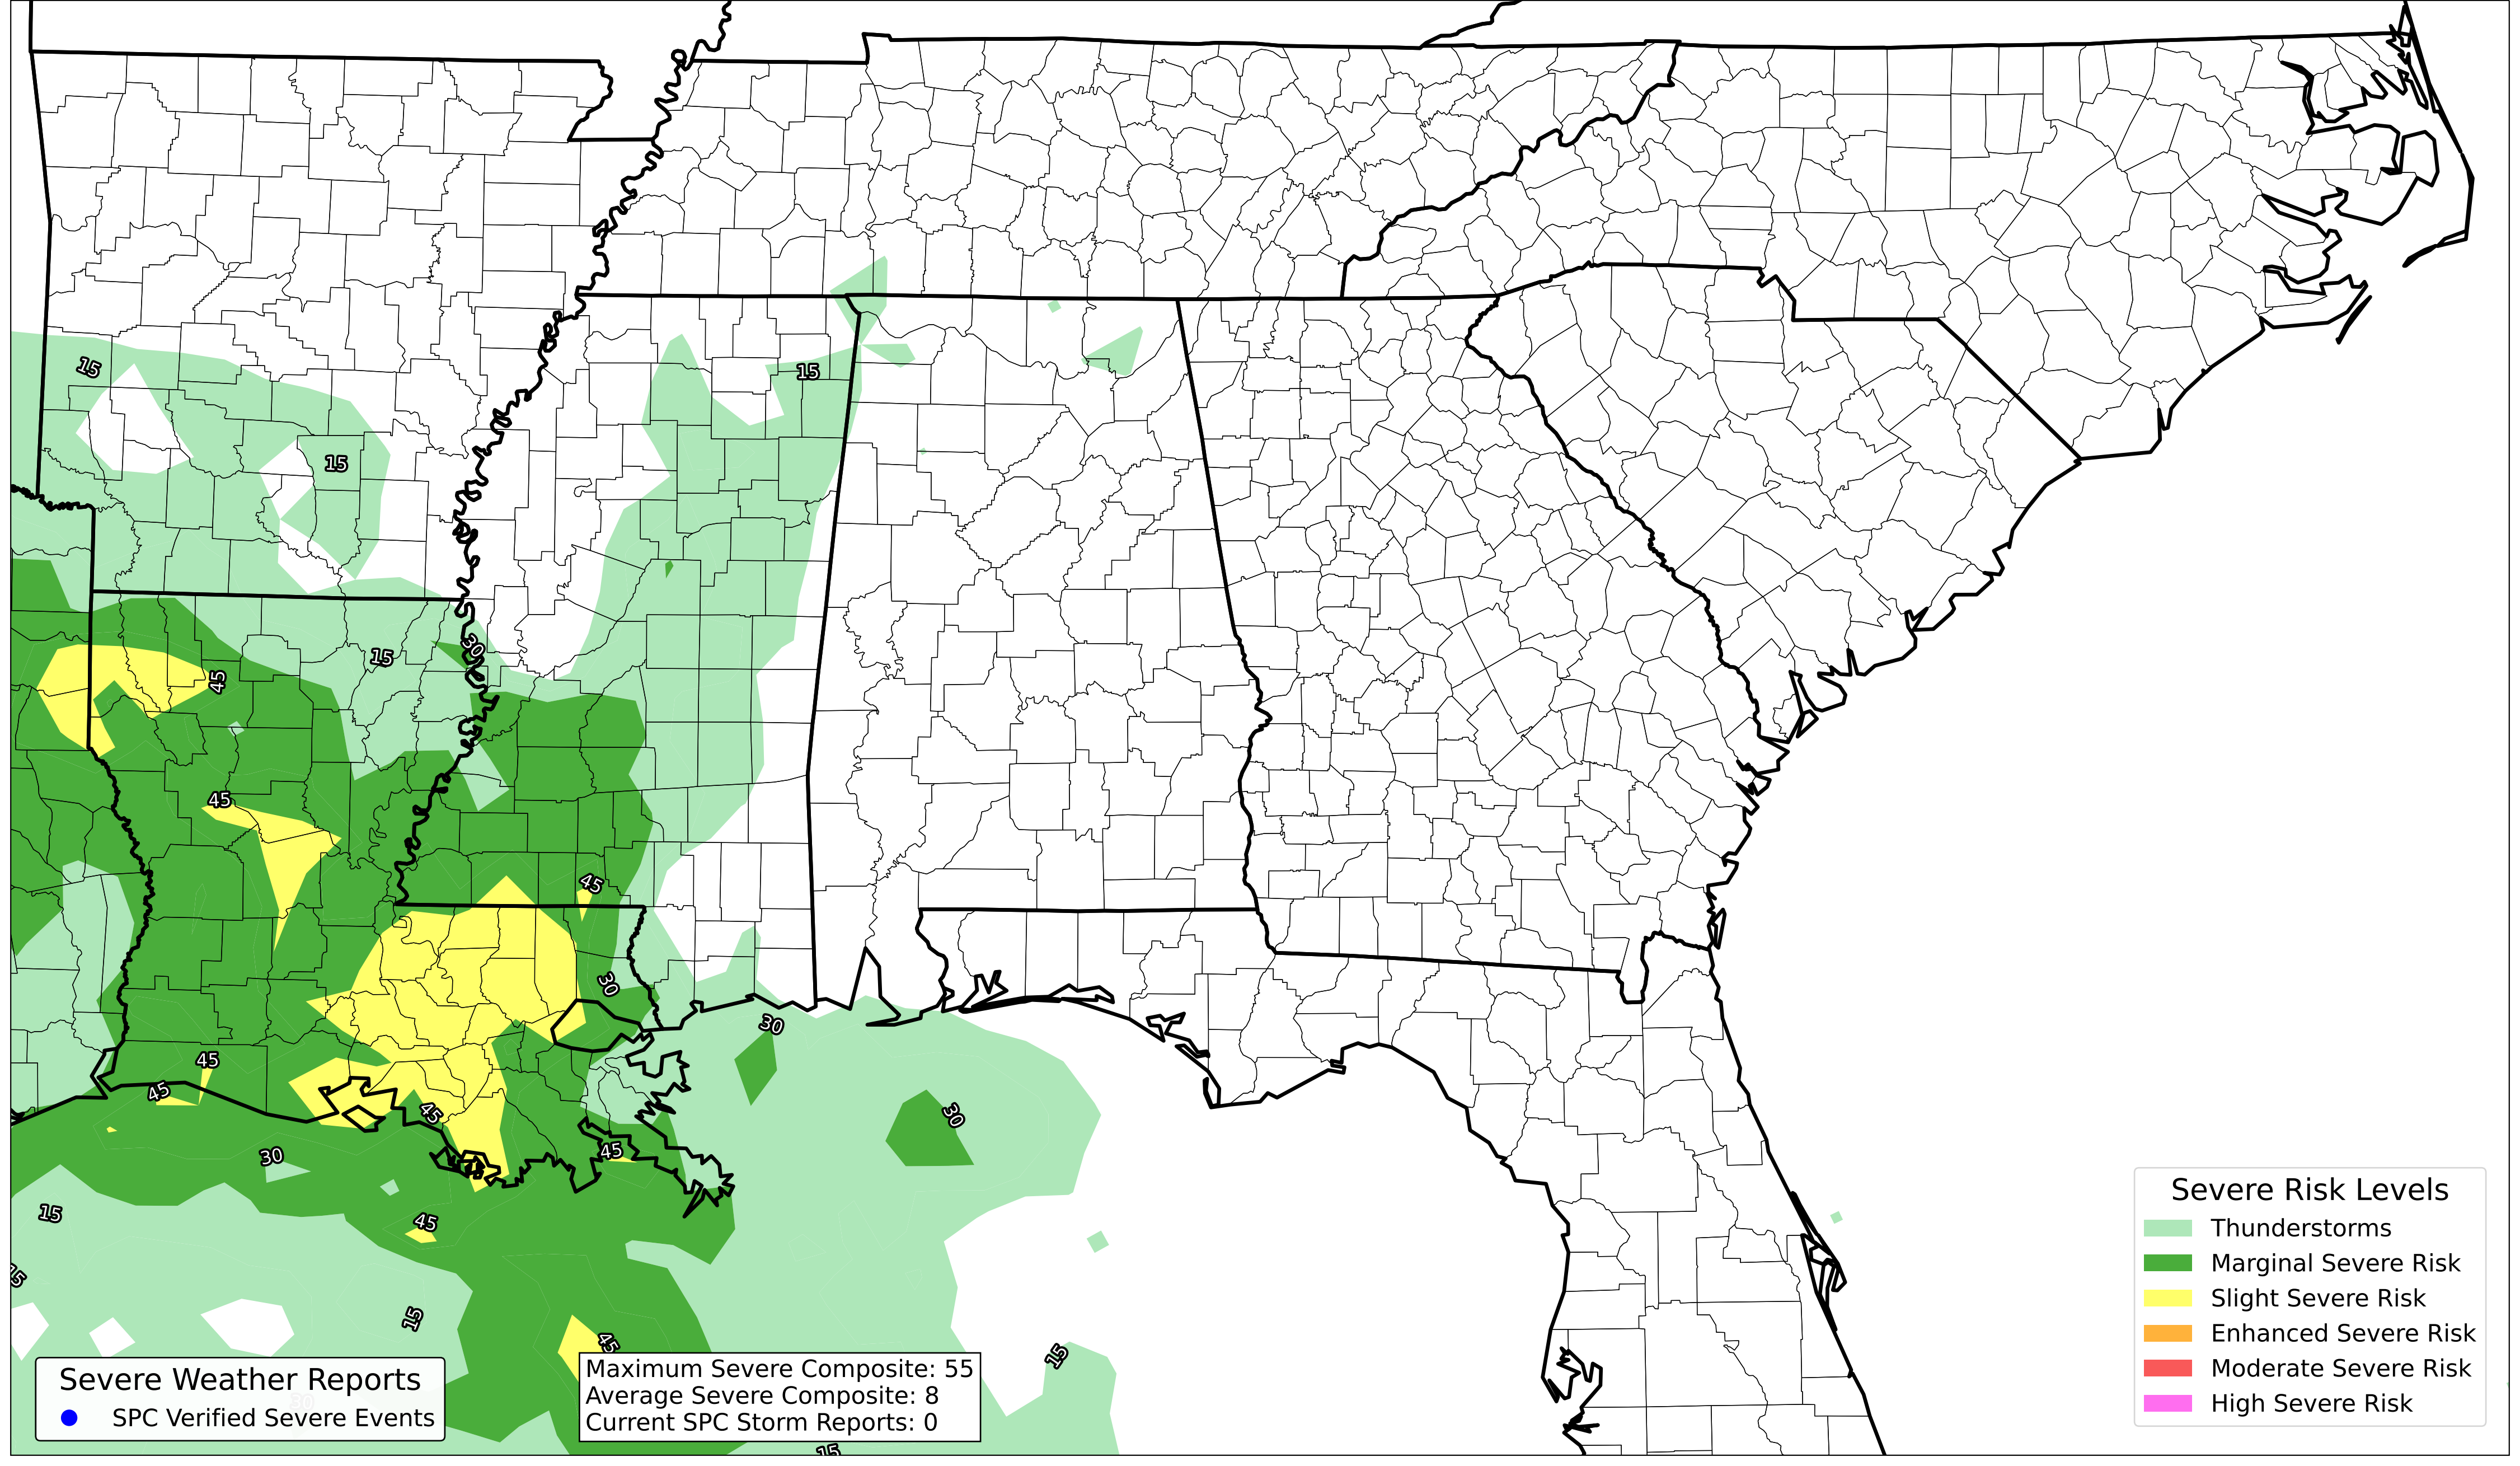 15
15
15
15
30
45
45
45
30
30
45
45
45
30
30
45
45
15
15
15
45
15
15
Severe Weather Reports
SPC Verified Severe Events
Maximum Severe Composite: 55
Average Severe Composite: 8
Current SPC Storm Reports: 0
Severe Risk Levels
Thunderstorms
Marginal Severe Risk
Slight Severe Risk
Enhanced Severe Risk
Moderate Severe Risk
High Severe Risk